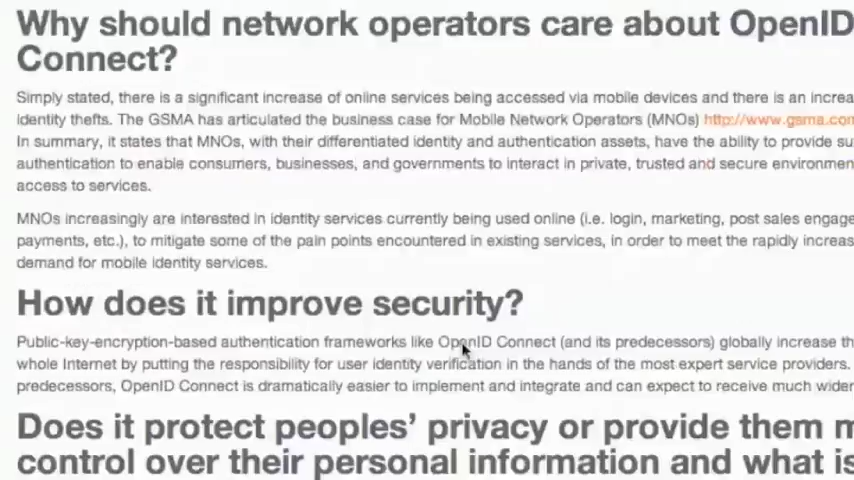 Why should network operators care about OpenID
Connect?
Simply stated, there is a significant increase of online services being accessed via mobile devices and there is an increa
identity thefts. The GSMA has articulated the business case for Mobile Network Operators (MNOs) http://www.gsma.con
In summary, it states that MNOs, with their differentiated identity and authentication assets, have the ability to provide su
authentication to enable consumers, businesses, and governments to interact in private, trusted and secure environmen
access to services.
MNOs increasingly are interested in identity services currently being used online (i.e. login, marketing, post sales engage
payments, etc.), to mitigate some of the pain points encountered in existing services, in order to meet the rapidly increas
demand for mobile identity services.
How does it improve security?
Public-key-encryption-based authentication frameworks like OpenID Connect (and its predecessors) globally increase th
whole Internet by putting the responsibility for user identity verification in the hands of the most expert service providers.
predecessors, OpenID Connect is dramatically easier to implement and integrate and can expect to receive much wider
Does it protect peoples’ privacy or provide them m
control over their personal information and what is